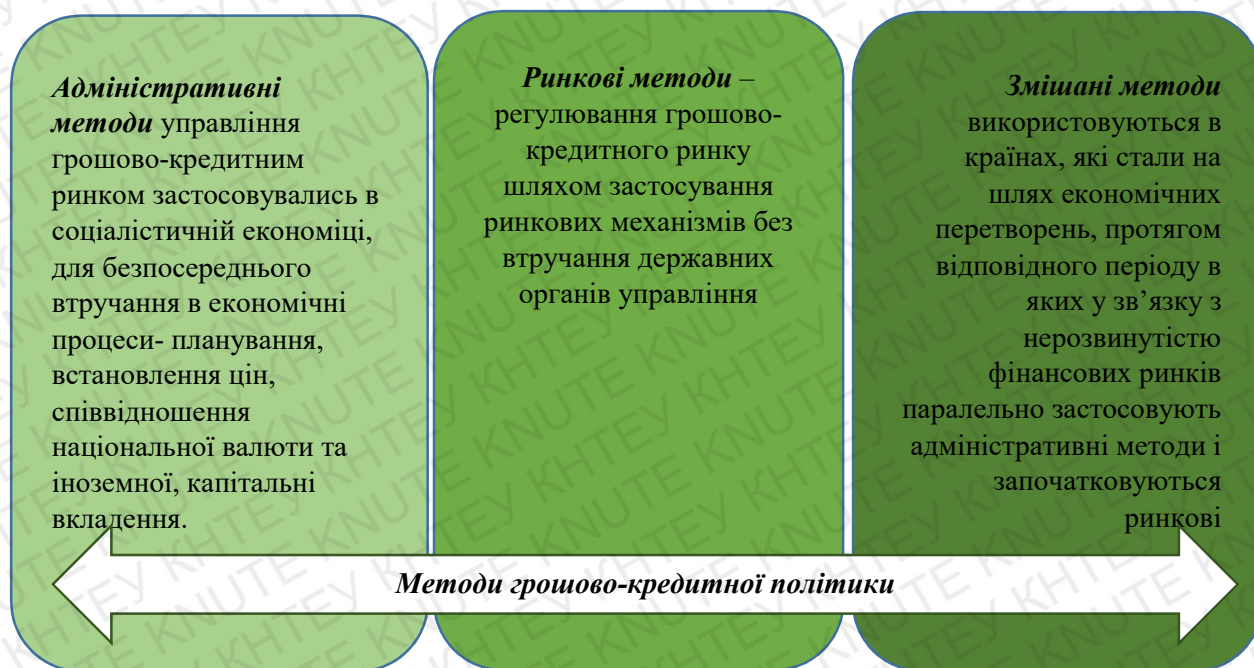 Адміністративні
методи управління
грошово-кредитним
ринком застосовувались в
соціалістичній економіці,
для безпосереднього
втручання в економічні
процеси- планування,
встановлення цін,
співвідношення
національної валюти та
іноземної, капітальні
вкладення.
Ринкові методи –
регулювання грошово-
кредитного ринку
шляхом застосування
ринкових механізмів без
втручання державних
органів управління
Змішані методи
використовуються в
країнах, які стали на
шлях економічних
перетворень, протягом
відповідного періоду в
яких у зв’язку з
нерозвинутістю
фінансових ринків
паралельно застосовують
адміністративні методи і
започатковуються
ринкові
Методи грошово-кредитної політики